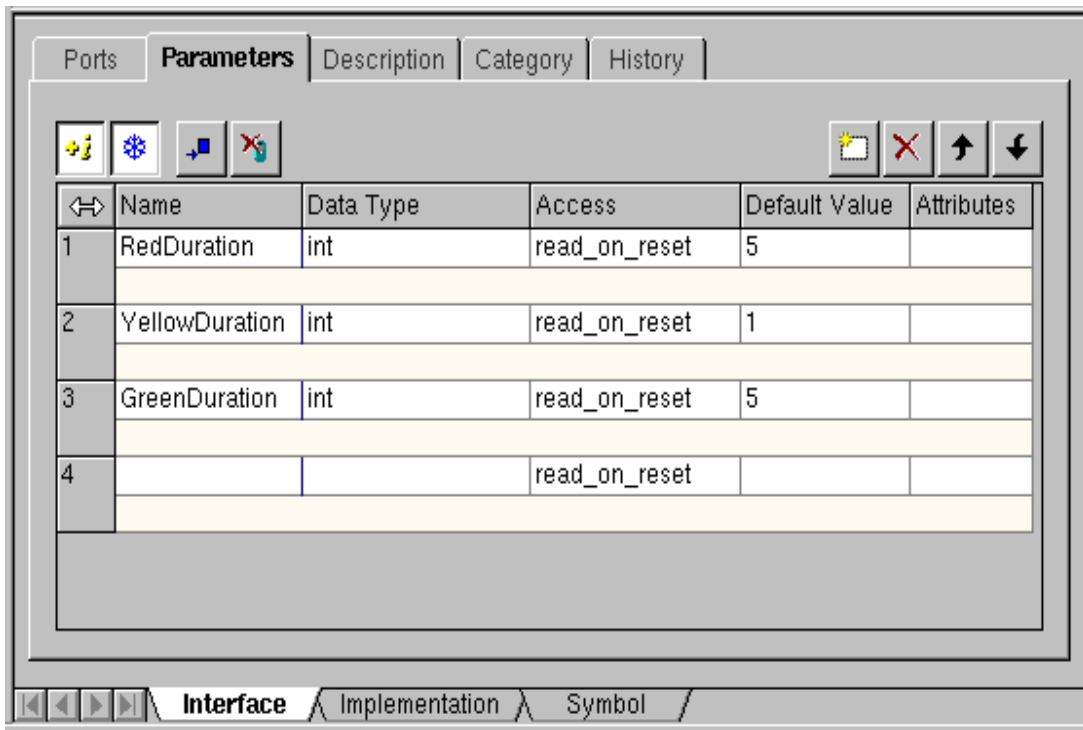 Ports Parameters Description Category History
Name Data Type Access Default Value Attributes
1 RedDuration int read_on_reset 5
2 YellowDuration int read_on_reset 1
3 GreenDuration int read_on_reset 5
4 read_on_reset
Interface Implementation Symbol